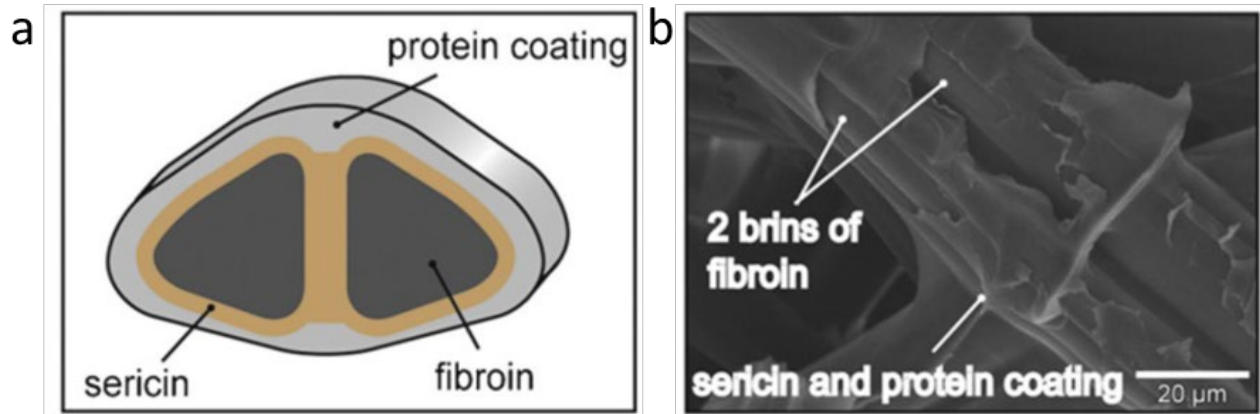 a
protein coating
sericin
fibroin
b
2 brins of
fibroin
sericin and protein coating
20 µm